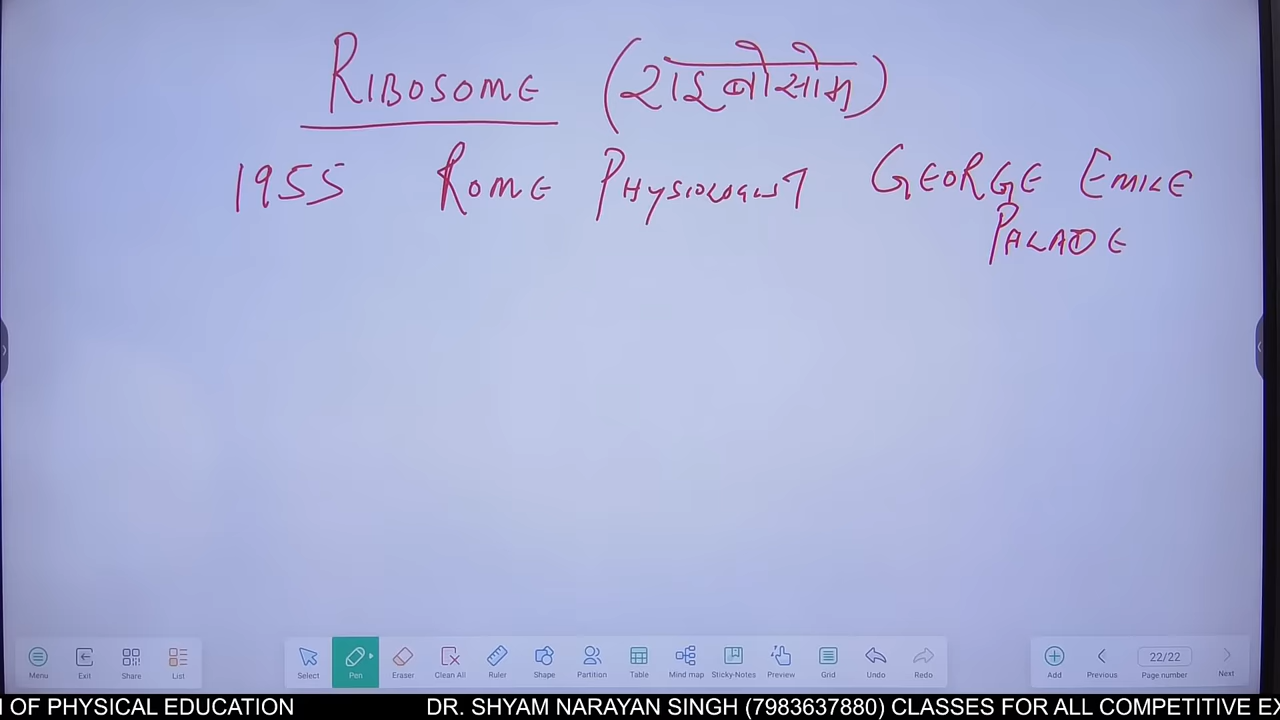 RIBOSOME (राइबोसोम)
1955 ROME PHYSIOLOGIST GEORGE EMILE
PALADE
Menu Exit Share List Select Pen Eraser Clean All Ruler Shape Partition Table Mind map Sticky-Notes Preview Grid Undo Redo Add Previous 22/22 Page number Next
OF PHYSICAL EDUCATION DR. SHYAM NARAYAN SINGH (7983637880) CLASSES FOR ALL COMPETITIVE